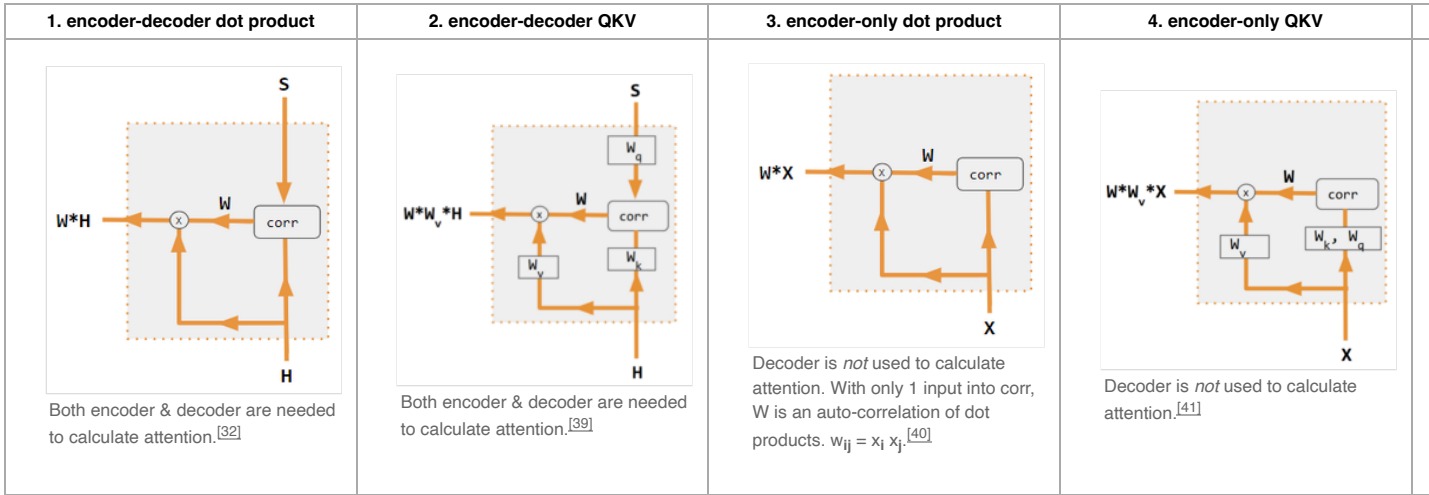 1. encoder-decoder dot product
2. encoder-decoder QKV
3. encoder-only dot product
4. encoder-only QKV
S
W
corr
x
W*H
H
Both encoder & decoder are needed
to calculate attention.[32]
S
Wq
W
corr
x
W*Wv*H
Wv
Wk
H
Both encoder & decoder are needed
to calculate attention.[39]
W
corr
x
W*X
X
Decoder is not used to calculate
attention. With only 1 input into corr,
W is an auto-correlation of dot
products. wij = xi xj.[40]
W
corr
x
W*Wv*X
Wv
Wk, Wq
X
Decoder is not used to calculate
attention.[41]